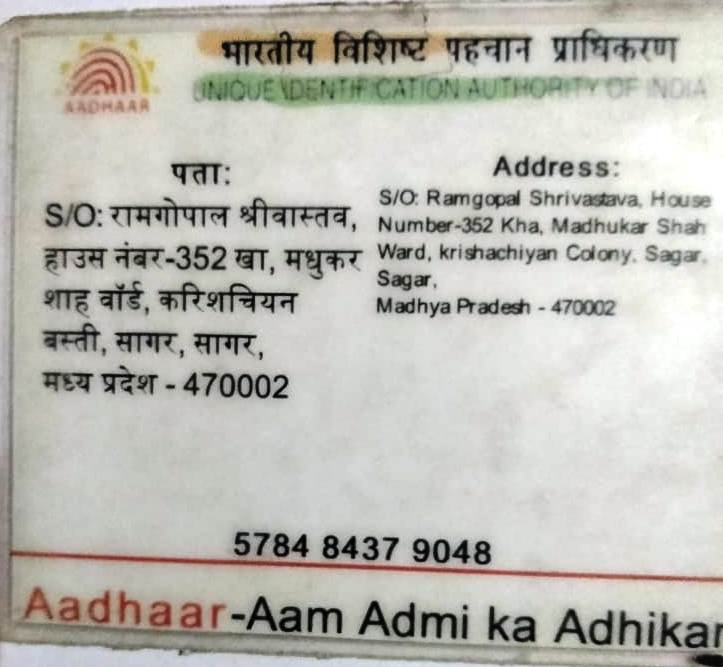 AADHAAR
भारतीय विशिष्ट पहचान प्राधिकरण
UNIQUE IDENTIFICATION AUTHORITY OF INDIA
पता:
S/O: रामगोपाल श्रीवास्तव,
हाउस नंबर-352 खा, मधुकर
शाह वॉर्ड, करिशचियन
बस्ती, सागर, सागर,
मध्य प्रदेश - 470002
Address:
S/O: Ramgopal Shrivastava, House
Number-352 Kha, Madhukar Shah
Ward, krishachiyan Colony, Sagar,
Sagar,
Madhya Pradesh - 470002
5784 8437 9048
Aadhaar-Aam Admi ka Adhikar